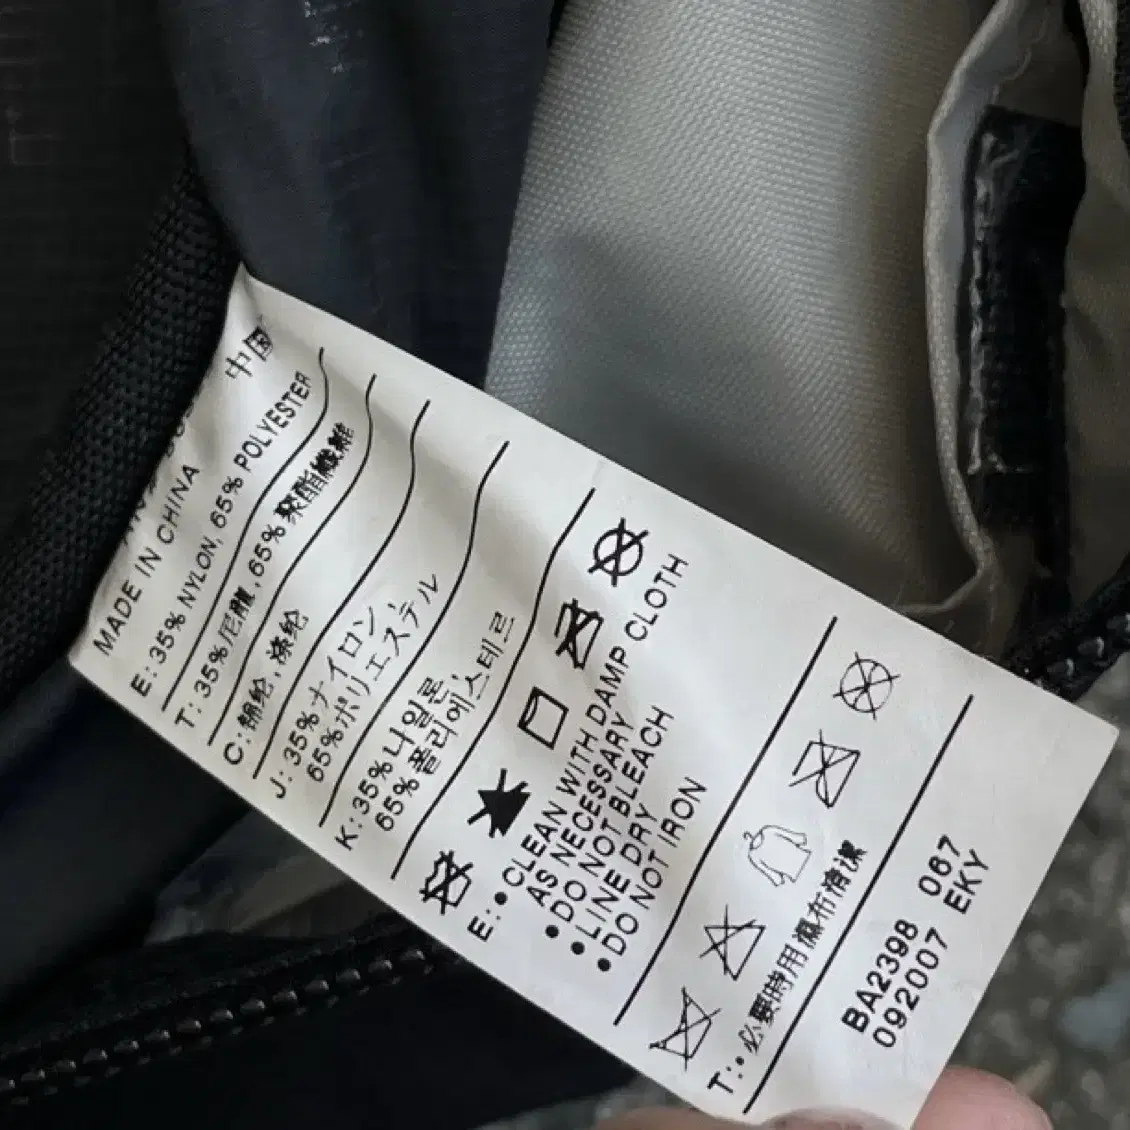 中国
MADE IN CHINA
E: 35% NYLON, 65% POLYESTER
T: 35%尼龍, 65% 聚酯纖維
C: 锦纶, 涤纶
J: 35%ナイロン,
65%ポリエステル
K: 35%나일론,
65% 폴리에스테르
E: • CLEAN WITH DAMP CLOTH
AS NECESSARY
• DO NOT BLEACH
• LINE DRY
• DO NOT IRON
T: • 必要時用濕布清潔
BA2398 067
092007 EKY